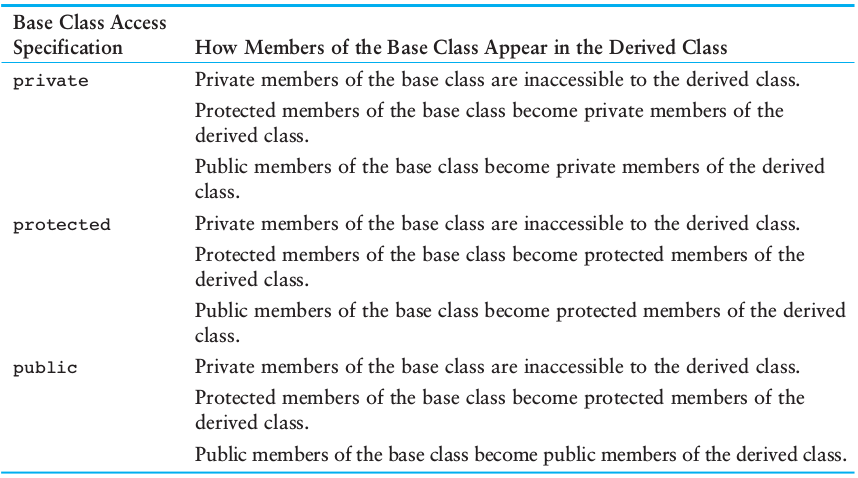 Base Class Access
Specification How Members of the Base Class Appear in the Derived Class
private Private members of the base class are inaccessible to the derived class.
Protected members of the base class become private members of the
derived class.
Public members of the base class become private members of the derived
class.
protected Private members of the base class are inaccessible to the derived class.
Protected members of the base class become protected members of the
derived class.
Public members of the base class become protected members of the derived
class.
public Private members of the base class are inaccessible to the derived class.
Protected members of the base class become protected members of the
derived class.
Public members of the base class become public members of the derived class.